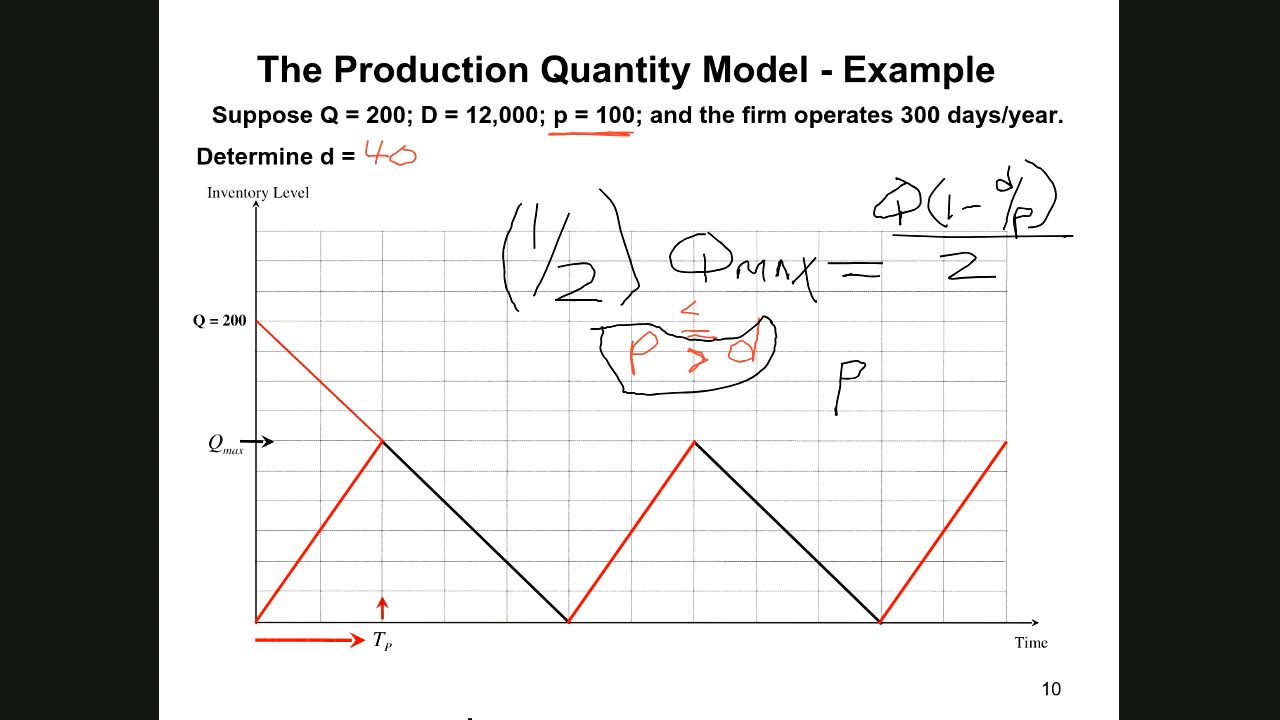 The Production Quantity Model - Example
Suppose Q = 200; D = 12,000; p = 100; and the firm operates 300 days/year.
Determine d = 40
Inventory Level
(1/2) Qmax = Q(1 - d/p)
2
Q = 200
<
=
p > d
P
Qmax
TP
Time
10